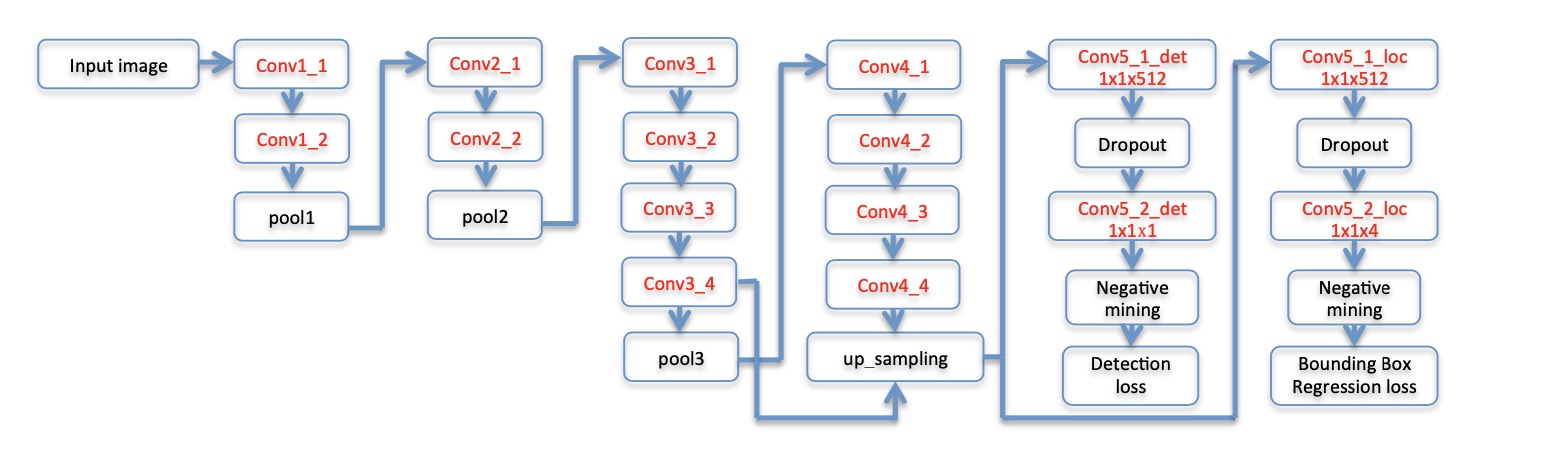 Input image
Conv1_1
Conv1_2
pool1
Conv2_1
Conv2_2
pool2
Conv3_1
Conv3_2
Conv3_3
Conv3_4
pool3
Conv4_1
Conv4_2
Conv4_3
Conv4_4
up_sampling
Conv5_1_det
1x1x512
Dropout
Conv5_2_det
1x1x1
Negative
mining
Detection
loss
Conv5_1_loc
1x1x512
Dropout
Conv5_2_loc
1x1x4
Negative
mining
Bounding Box
Regression loss